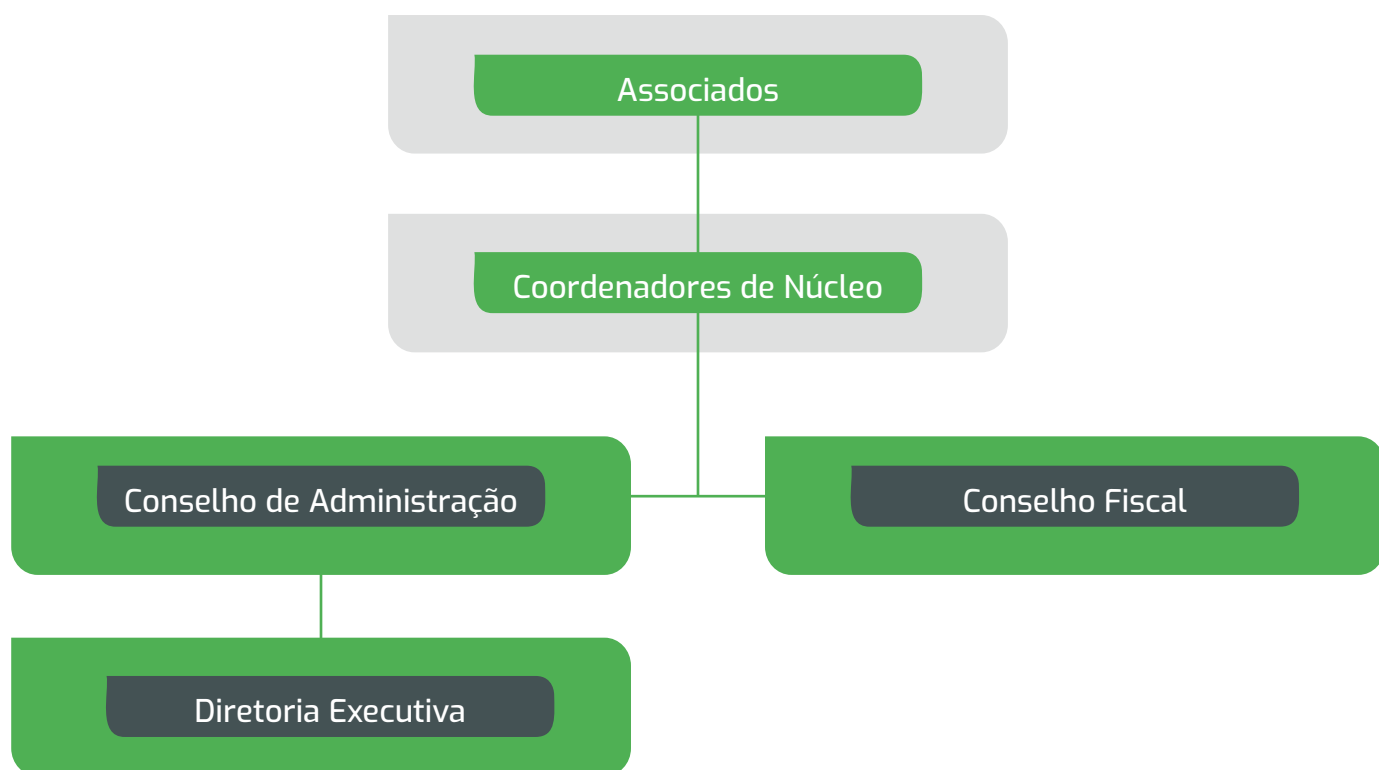 Associados
Coordenadores de Núcleo
Conselho de Administração
Conselho Fiscal
Diretoria Executiva